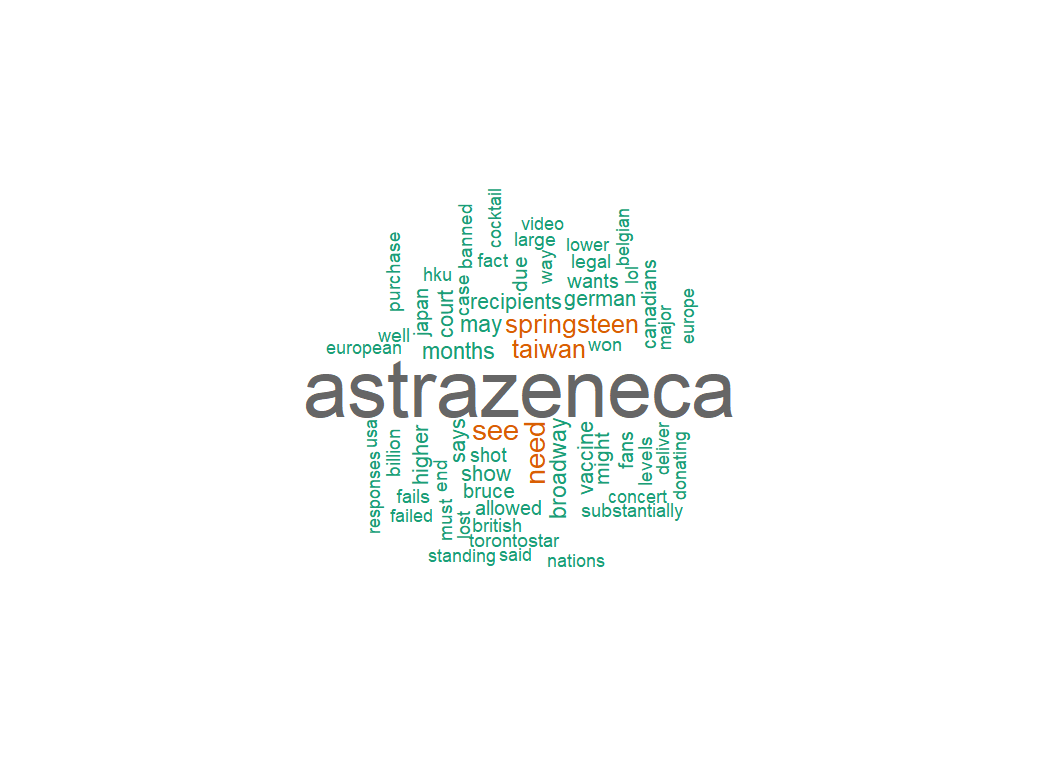 cocktail
banned
video
belgian
large
lower
purchase
fact
due
way
legal
hku
case
lol
wants
canadians
japan
court
recipients
german
major
europe
may
springsteen
well
european
months
taiwan
won
astrazeneca
usa
billion
higher
says
see
need
broadway
vaccine
might
fans
levels
deliver
donating
responses
end
shot
show
fails
bruce
concert
failed
must
lost
allowed
substantially
british
torontostar
standing
said
nations